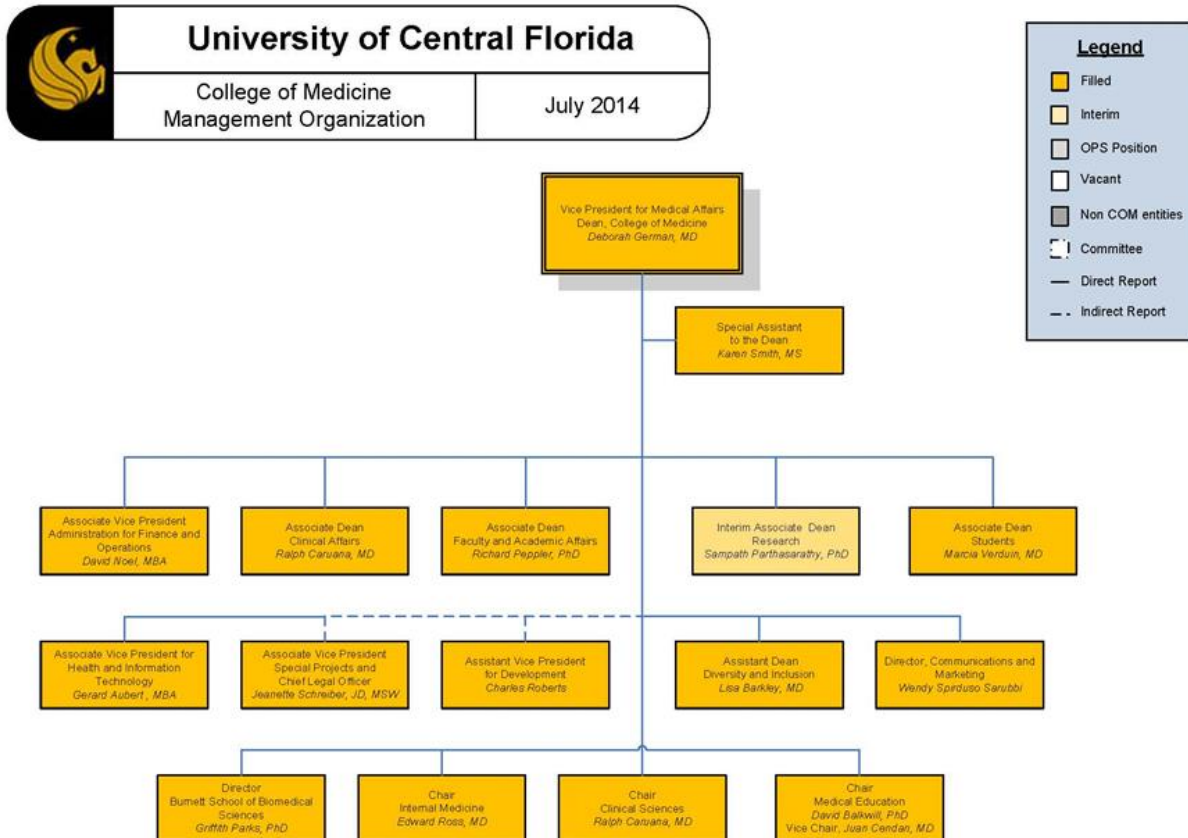 University of Central Florida
College of Medicine
Management Organization
July 2014
Legend
Filled
Interim
OPS Position
Vacant
Non COM entities
Committee
Direct Report
Indirect Report
Vice President for Medical Affairs
Dean, College of Medicine
Deborah German, MD
Special Assistant
to the Dean
Karen Smith, MS
Associate Vice President
Administration for Finance and
Operations
David Noel, MBA
Associate Dean
Clinical Affairs
Ralph Caruana, MD
Associate Dean
Faculty and Academic Affairs
Richard Peppler, PhD
Interim Associate Dean
Research
Sampath Parthasarathy, PhD
Associate Dean
Students
Marcia Verduin, MD
Associate Vice President for
Health and Information
Technology
Gerard Aubert , MBA
Associate Vice President
Special Projects and
Chief Legal Officer
Jeanette Schreiber, JD, MSW
Assistant Vice President
for Development
Charles Roberts
Assistant Dean
Diversity and Inclusion
Lisa Barkley, MD
Director, Communications and
Marketing
Wendy Spirduso Sarubbi
Director
Burnett School of Biomedical
Sciences
Griffith Parks, PhD
Chair
Internal Medicine
Edward Ross, MD
Chair
Clinical Sciences
Ralph Caruana, MD
Chair
Medical Education
David Balkwill, PhD
Vice Chair, Juan Cendan, MD